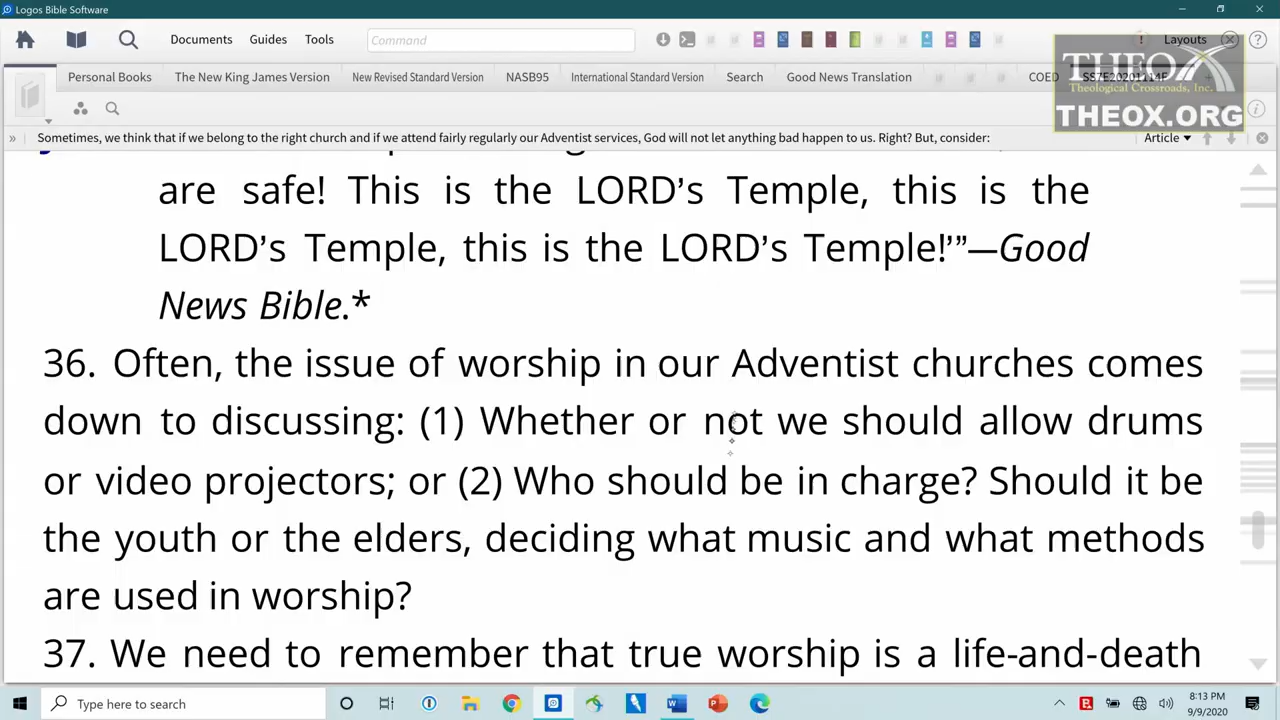 Logos Bible Software
Documents Guides Tools Command Layouts
THEOX
Theological Crossroads, Inc.
THEOX.ORG
Personal Books The New King James Version New Revised Standard Version NASB95 International Standard Version Search Good News Translation COED SS7E20201114F
» Sometimes, we think that if we belong to the right church and if we attend fairly regularly our Adventist services, God will not let anything bad happen to us. Right? But, consider: Article
are safe! This is the LORD’s Temple, this is the
LORD’s Temple, this is the LORD’s Temple!’”—Good
News Bible.*
36. Often, the issue of worship in our Adventist churches comes
down to discussing: (1) Whether or not we should allow drums
or video projectors; or (2) Who should be in charge? Should it be
the youth or the elders, deciding what music and what methods
are used in worship?
37. We need to remember that true worship is a life-and-death
Type here to search
8:13 PM
9/9/2020